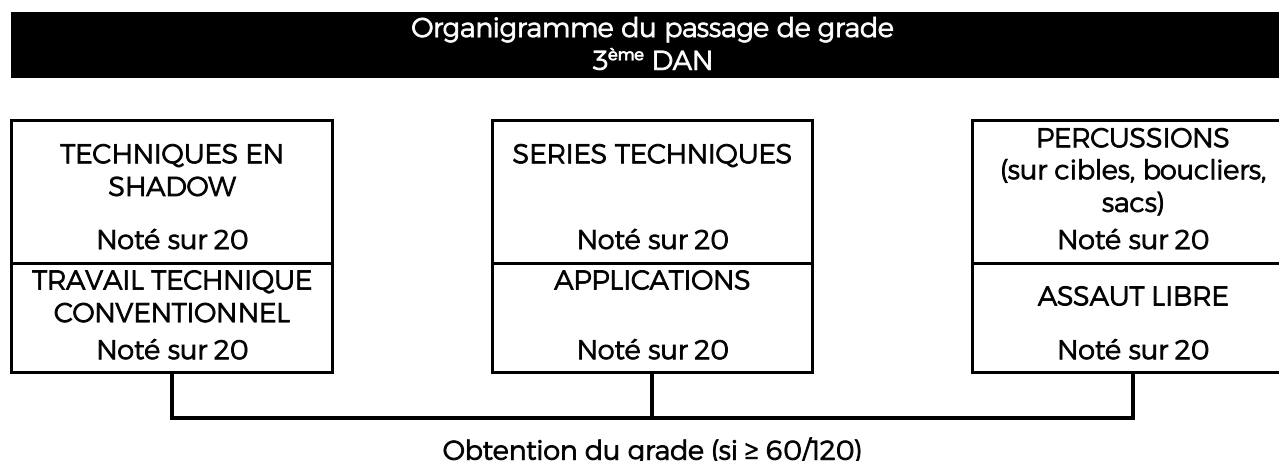 Organigramme du passage de grade
3ème DAN
TECHNIQUES EN
SHADOW
Noté sur 20
TRAVAIL TECHNIQUE
CONVENTIONNEL
Noté sur 20
SERIES TECHNIQUES
Noté sur 20
APPLICATIONS
Noté sur 20
PERCUSSIONS
(sur cibles, boucliers,
sacs)
Noté sur 20
ASSAUT LIBRE
Noté sur 20
Obtention du grade (si ≥ 60/120)